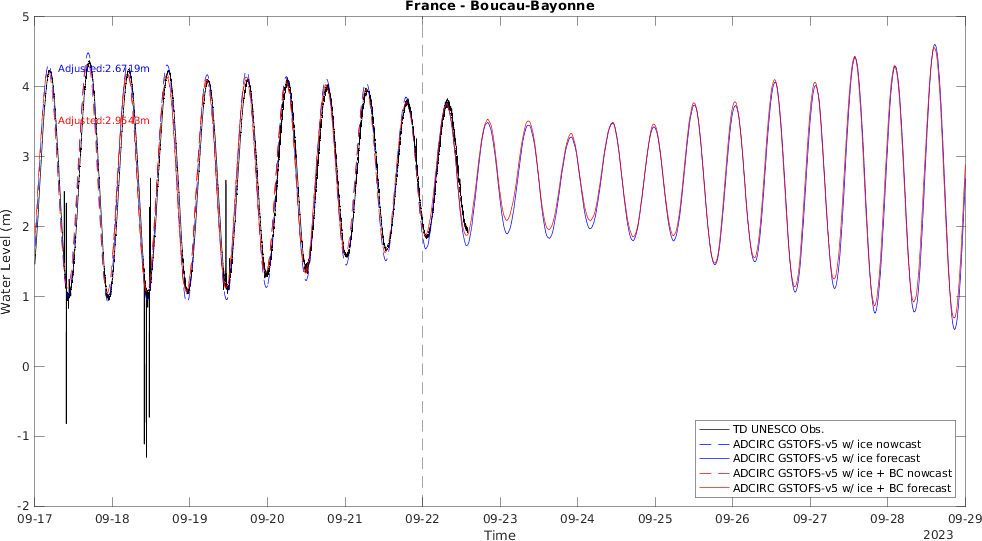 France - Boucau-Bayonne
5
4
3
2
1
0
-1
-2
Water Level (m)
Adjusted:2.6719m
Adjusted:2.9543m
TD UNESCO Obs.
ADCIRC GSTOFS-v5 w/ ice nowcast
ADCIRC GSTOFS-v5 w/ ice forecast
ADCIRC GSTOFS-v5 w/ ice + BC nowcast
ADCIRC GSTOFS-v5 w/ ice + BC forecast
09-17 09-18 09-19 09-20 09-21 09-22 09-23 09-24 09-25 09-26 09-27 09-28 09-29
Time
2023